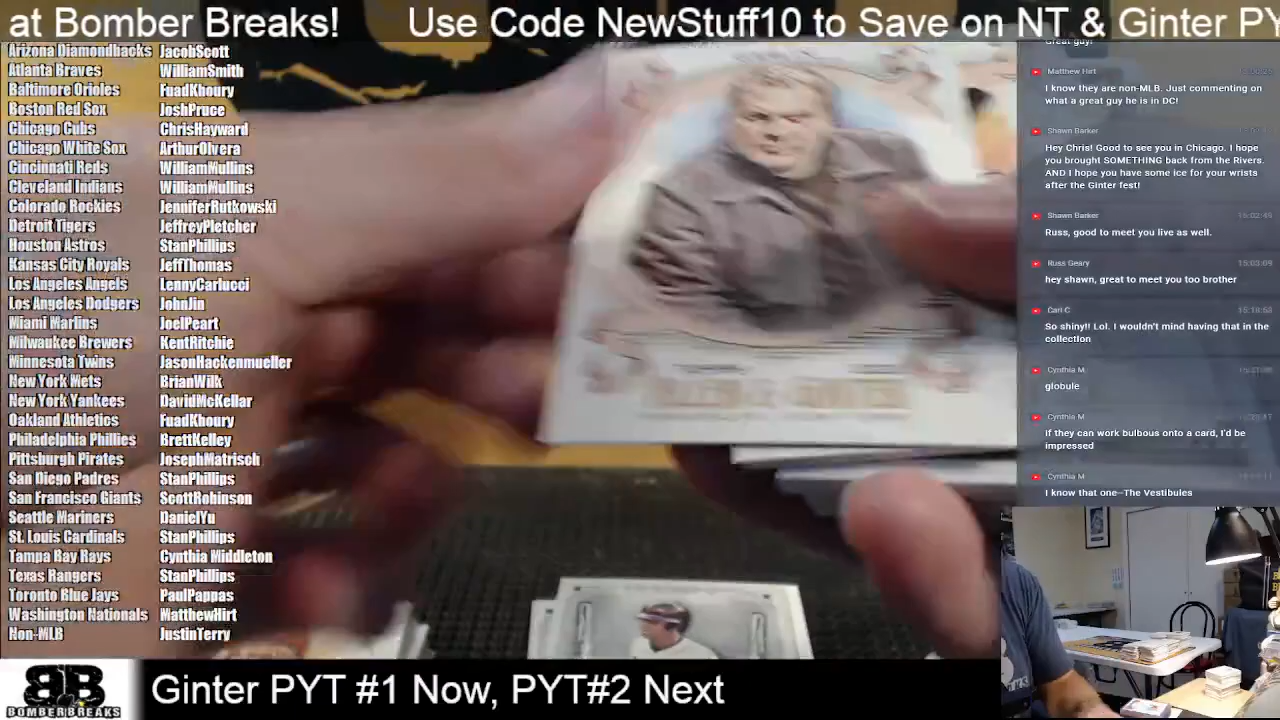 at Bomber Breaks!
Use Code NewStuff10 to Save on NT & Ginter PY
Arizona Diamondbacks JacobScott
Atlanta Braves WilliamSmith
Baltimore Orioles FuadKhoury
Boston Red Sox JoshPruce
Chicago Cubs ChrisHayward
Chicago White Sox ArthurOlvera
Cincinnati Reds WilliamMullins
Cleveland Indians WilliamMullins
Colorado Rockies JenniferRutkowski
Detroit Tigers JeffreyPletcher
Houston Astros StanPhillips
Kansas City Royals JeffThomas
Los Angeles Angels LennyCarlucci
Los Angeles Dodgers JohnJin
Miami Marlins JoelPeart
Milwaukee Brewers KentRitchie
Minnesota Twins JasonHackenmueller
New York Mets BrianWilk
New York Yankees DavidMcKellar
Oakland Athletics FuadKhoury
Philadelphia Phillies BrettKelley
Pittsburgh Pirates JosephMatrisch
San Diego Padres StanPhillips
San Francisco Giants ScottRobinson
Seattle Mariners DanielYu
St. Louis Cardinals StanPhillips
Tampa Bay Rays Cynthia Middleton
Texas Rangers StanPhillips
Toronto Blue Jays PaulPappas
Washington Nationals MatthewHirt
Non-MLB JustinTerry
Great guy!
Matthew Hirt
I know they are non-MLB. Just commenting on
what a great guy he is in DC!
Shawn Barker
Hey Chris! Good to see you in Chicago. I hope
you brought SOMETHING back from the Rivers.
AND I hope you have some ice for your wrists
after the Ginter fest!
Shawn Barker 15:02:45
Russ, good to meet you live as well.
Russ Geary 15:03:09
hey shawn, great to meet you too brother
Carl C
So shiny!! Lol. I wouldn't mind having that in the
collection
Cynthia M
globule
Cynthia M
if they can work bulbous onto a card, I'd be
impressed
Cynthia M
I know that one--The Vestibules
BB
BOMBERBREAKS
Ginter PYT #1 Now, PYT#2 Next